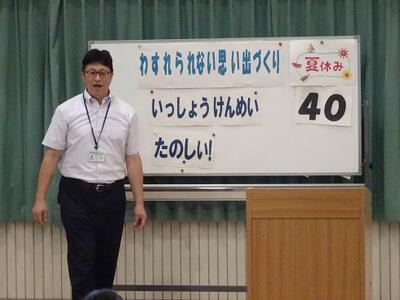 わすれられない思い出づくり
夏休み
いっしょうけんめい
40
たのしい!